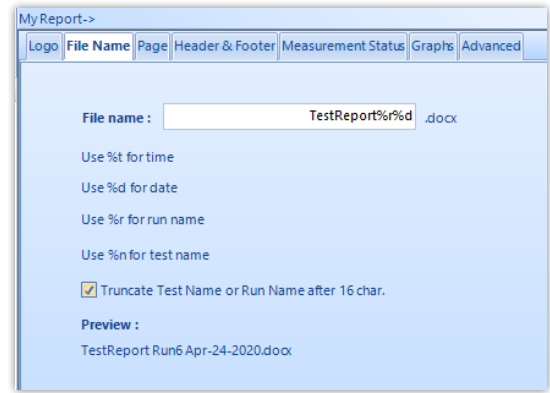 My Report->
Logo File Name Page Header & Footer Measurement Status Graphs Advanced
File name : TestReport%r%d .docx
Use %t for time
Use %d for date
Use %r for run name
Use %n for test name
Truncate Test Name or Run Name after 16 char.
Preview :
TestReport Run6 Apr-24-2020.docx